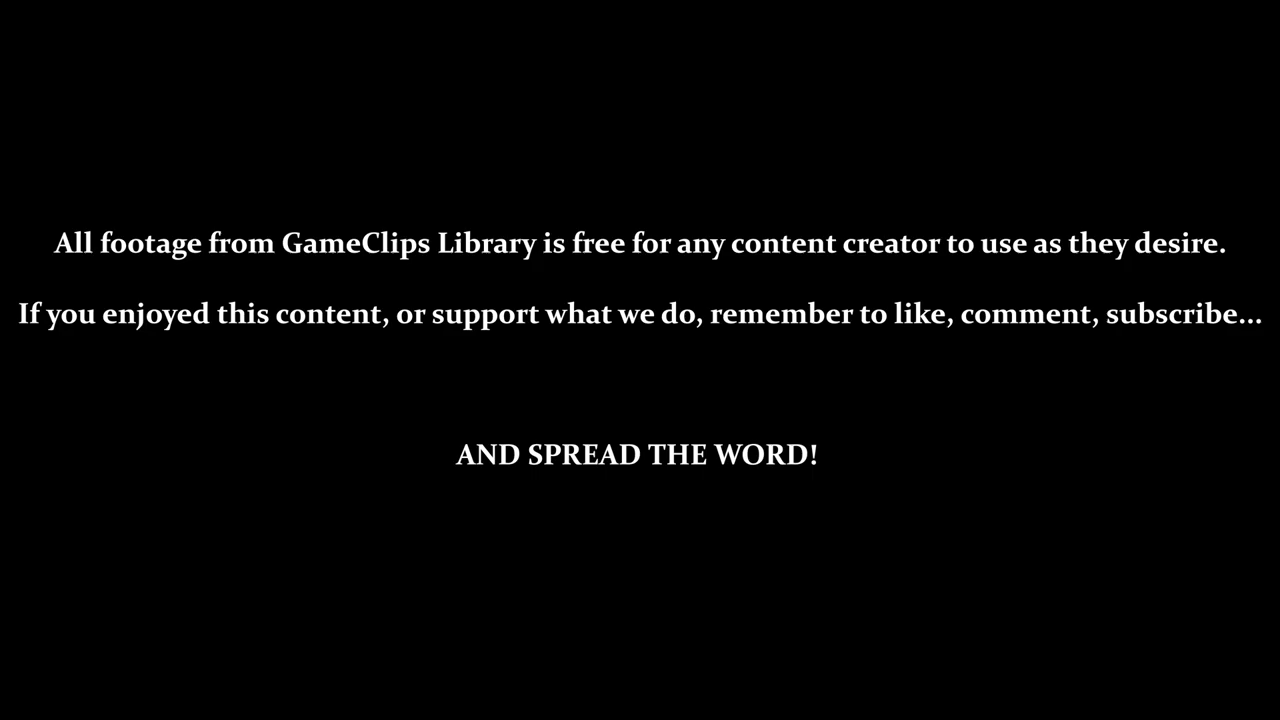 All footage from GameClips Library is free for any content creator to use as they desire.
If you enjoyed this content, or support what we do, remember to like, comment, subscribe...
AND SPREAD THE WORD!